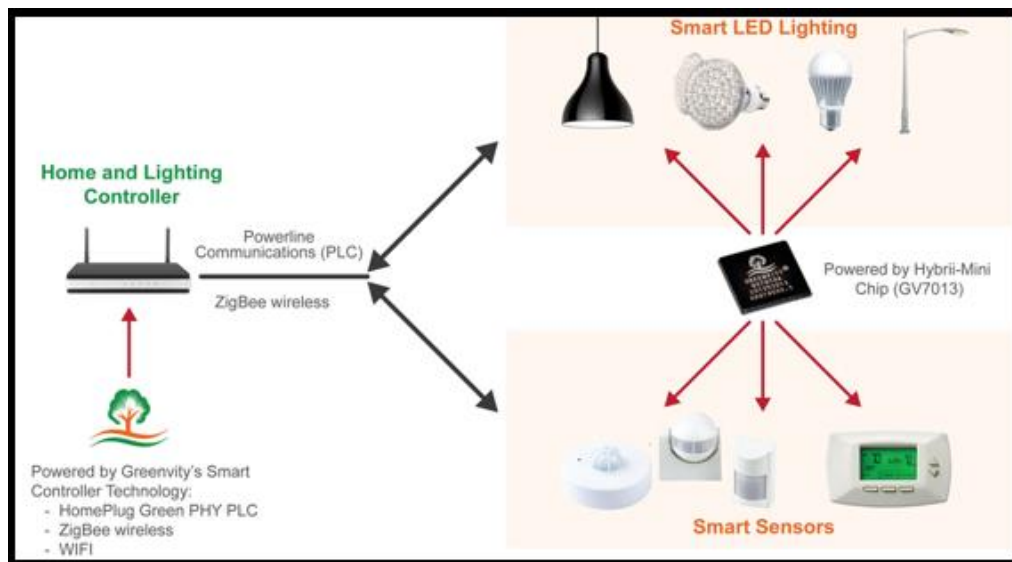 Smart LED Lighting
Home and Lighting
Controller
Powerline
Communications (PLC)
ZigBee wireless
Powered by Hybrii-Mini
Chip (GV7013)
Powered by Greenvity's Smart
Controller Technology:
- HomePlug Green PHY PLC
- ZigBee wireless
- WIFI
Smart Sensors